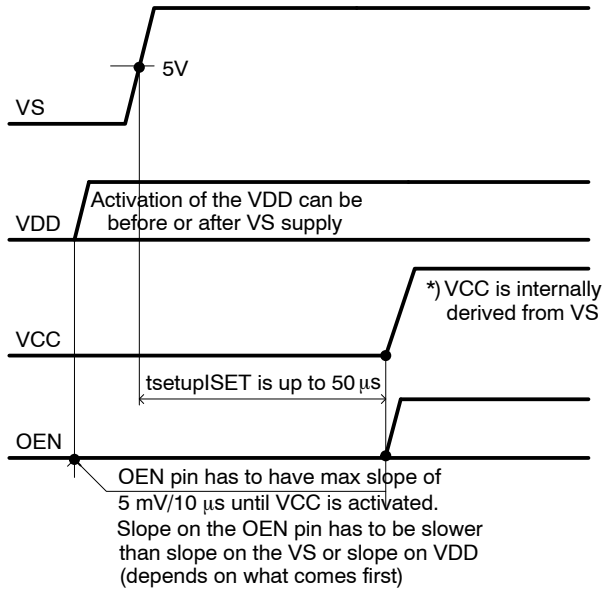 5V
VS
Activation of the VDD can be
VDD
before or after VS supply
*) VCC is internally
derived from VS
VCC
tsetupISET is up to 50 μs
OEN
OEN pin has to have max slope of
5 mV/10 μs until VCC is activated.
Slope on the OEN pin has to be slower
than slope on the VS or slope on VDD
(depends on what comes first)